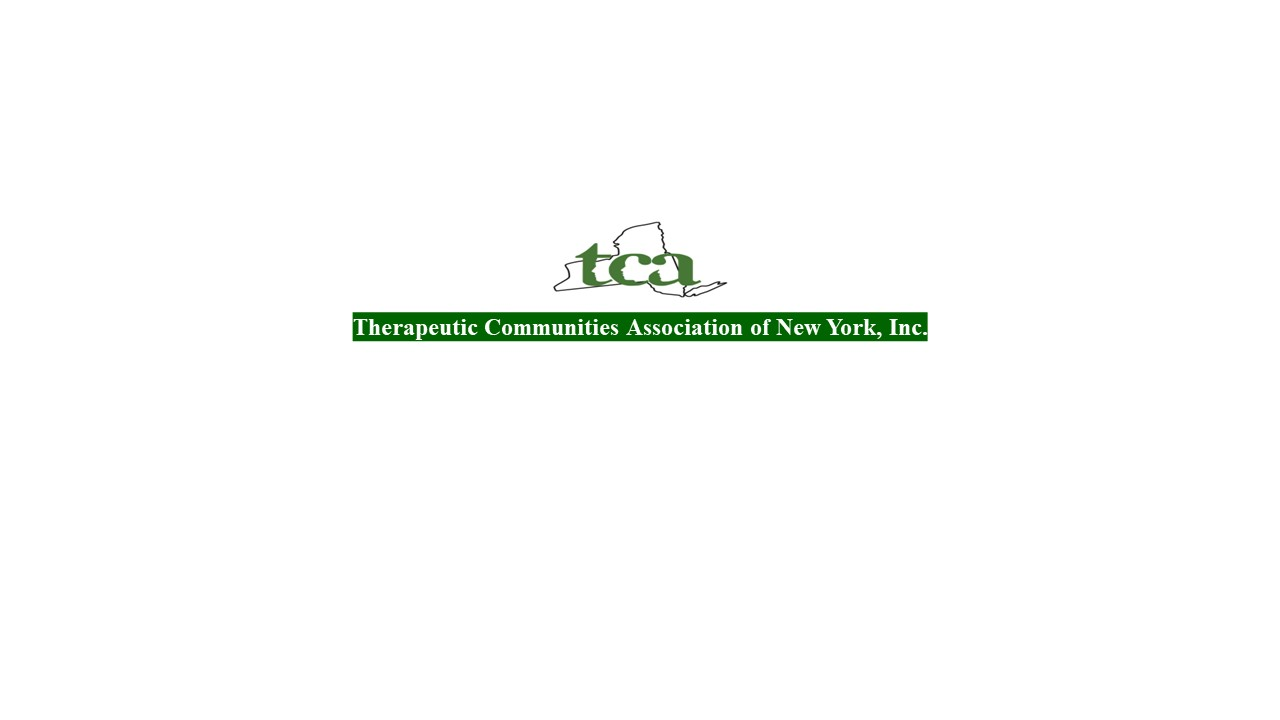 tca
Therapeutic Communities Association of New York, Inc.